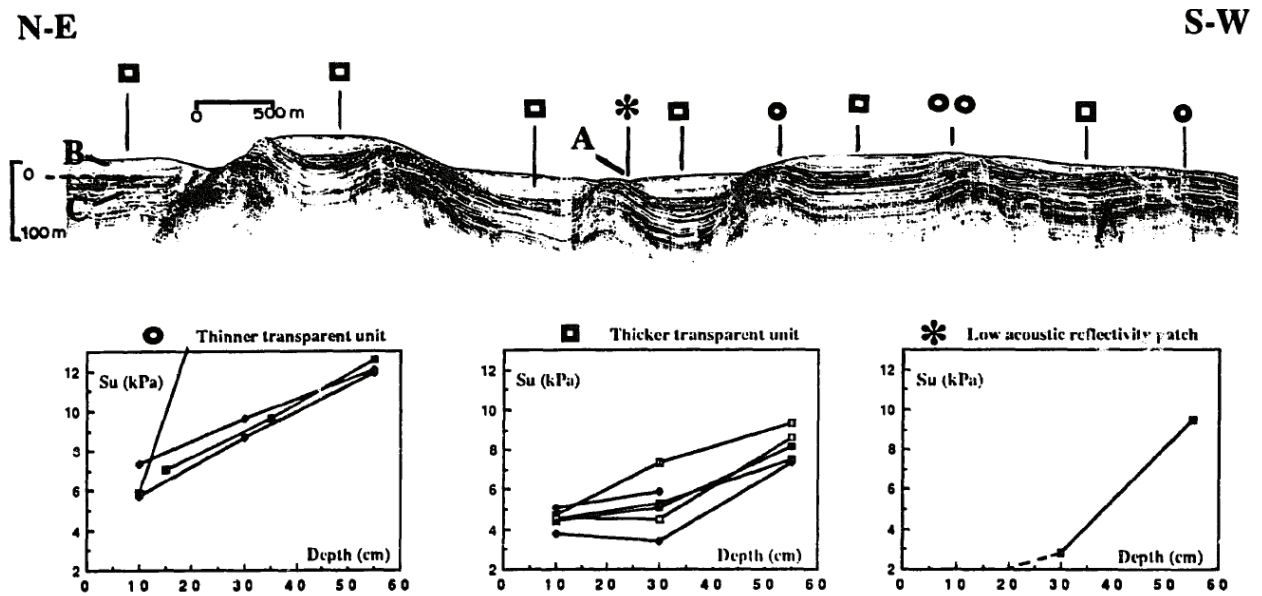 N-E
S-W
0 500 m
A
B
0
C
100 m
Thinner transparent unit
12
Su (kPa)
10
8
6
4
Depth (cm)
2
0 10 20 30 40 50 60
Thicker transparent unit
12
Su (kPa)
10
8
6
4
Depth (cm)
2
0 10 20 30 40 50 60
Low acoustic reflectivity patch
12
Su (kPa)
10
8
6
4
Depth (cm)
2
0 10 20 30 40 50 60